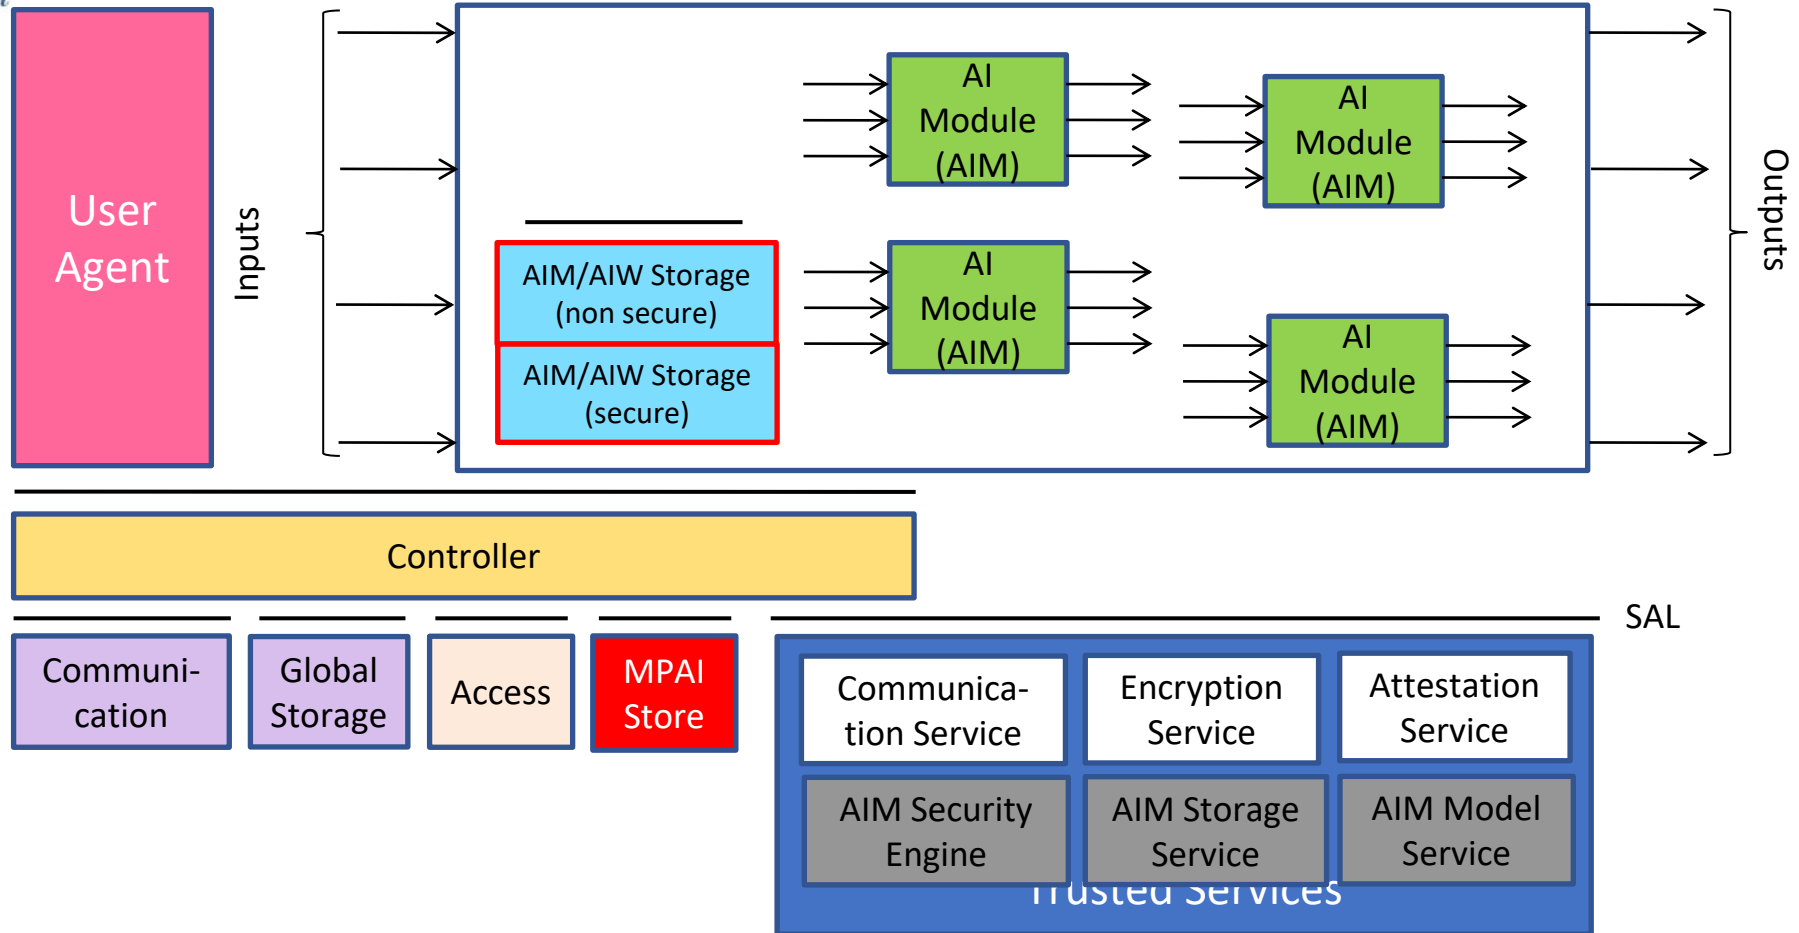 User
Agent
Inputs
AI
Module
(AIM)
AI
Module
(AIM)
AIM/AIW Storage
(non secure)
AIM/AIW Storage
(secure)
AI
Module
(AIM)
AI
Module
(AIM)
Outputs
Controller
SAL
Communi-
cation
Global
Storage
Access
MPAI
Store
Communica-
tion Service
Encryption
Service
Attestation
Service
AIM Security
Engine
AIM Storage
Service
AIM Model
Service
Trusted Services